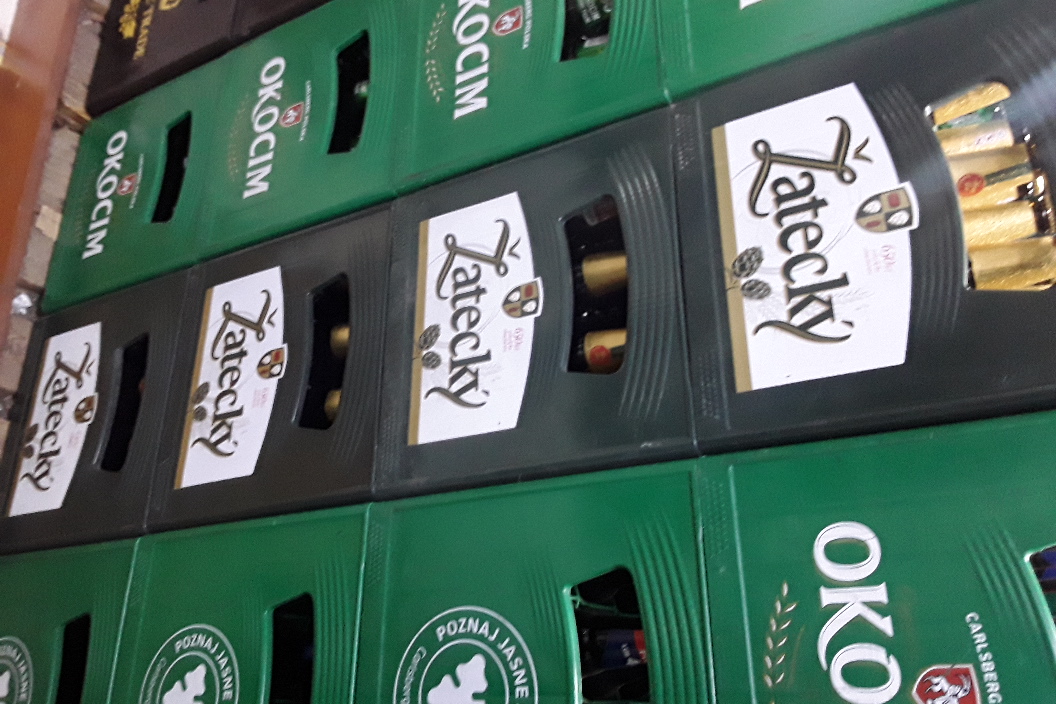 OKOCIM
OKOCIM
OKOCIM
Žatecký
Žatecký
Žatecký
Žatecký
POZNAJ JASNE
POZNAJ JASNE
OKO
CARLSBERG